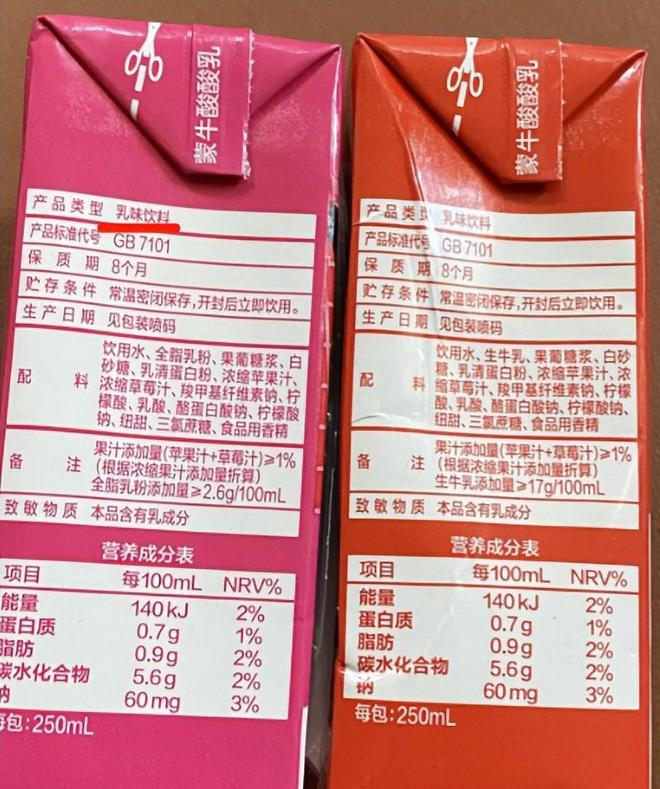 蒙牛酸酸乳
产品类型 乳味饮料
产品标准代号 GB 7101
保质期 8个月
贮存条件 常温密闭保存,开封后立即饮用。
生产日期 见包装喷码
配料 饮用水、全脂乳粉、果葡糖浆、白
砂糖、乳清蛋白粉、浓缩苹果汁、
浓缩草莓汁、羧甲基纤维素钠、柠
檬酸、乳酸、酪蛋白酸钠、柠檬酸
钠、纽甜、三氯蔗糖、食品用香精
备注 果汁添加量(苹果汁+草莓汁)≥1%
(根据浓缩果汁添加量折算)
全脂乳粉添加量≥2.6g/100mL
致敏物质 本品含有乳成分
营养成分表
项目 每100mL NRV%
能量 140kJ 2%
蛋白质 0.7g 1%
脂肪 0.9g 2%
碳水化合物 5.6g 2%
钠 60mg 3%
每包:250mL
蒙牛酸酸乳
产品类型 乳味饮料
产品标准代号 GB 7101
保质期 8个月
贮存条件 常温密闭保存,开封后立即饮用。
生产日期 见包装喷码
配料 饮用水、生牛乳、果葡糖浆、白砂
糖、乳清蛋白粉、浓缩苹果汁、浓
缩草莓汁、羧甲基纤维素钠、柠檬
酸、乳酸、酪蛋白酸钠、柠檬酸钠、
纽甜、三氯蔗糖、食品用香精
备注 果汁添加量(苹果汁+草莓汁)≥1%
(根据浓缩果汁添加量折算)
生牛乳添加量≥17g/100mL
致敏物质 本品含有乳成分
营养成分表
项目 每100mL NRV%
能量 140kJ 2%
蛋白质 0.7g 1%
脂肪 0.9g 2%
碳水化合物 5.6g 2%
钠 60mg 3%
每包:250mL